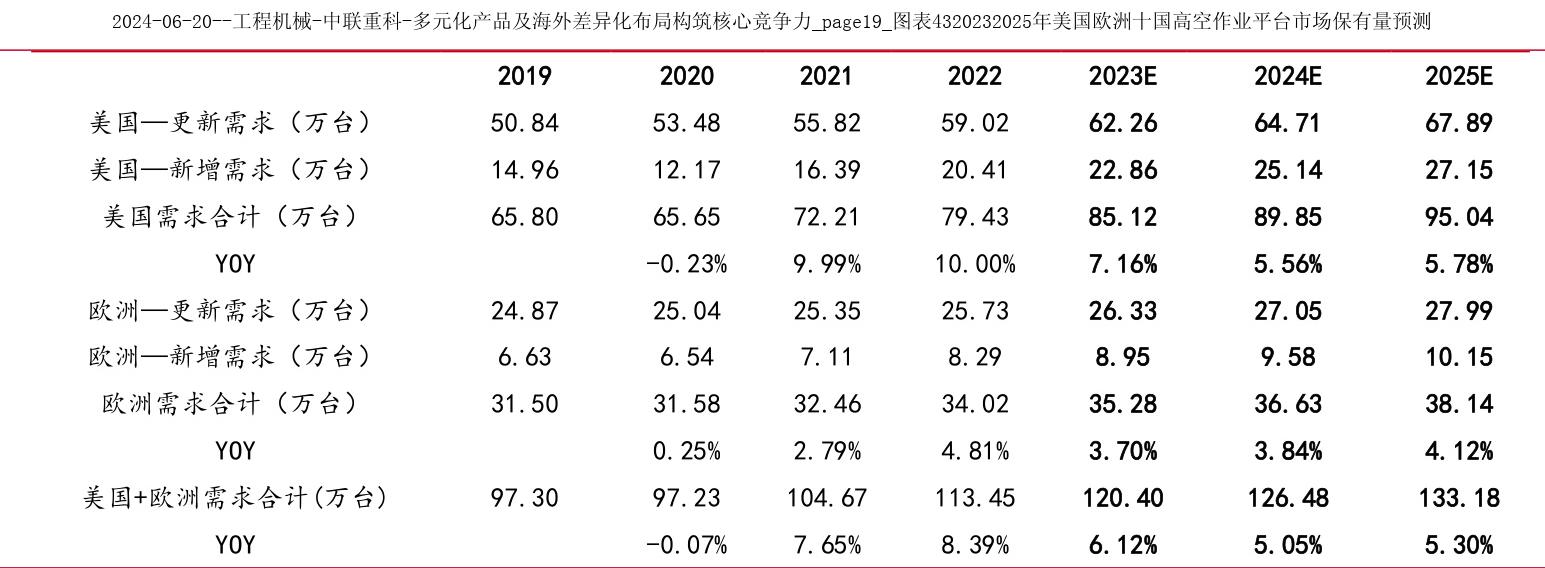 2024-06-20--工程机械-中联重科-多元化产品及海外差异化布局构筑核心竞争力_page19_图表4320232025年美国欧洲十国高空作业平台市场保有量预测
2019 2020 2021 2022 2023E 2024E 2025E
美国—更新需求（万台） 50.84 53.48 55.82 59.02 62.26 64.71 67.89
美国—新增需求（万台） 14.96 12.17 16.39 20.41 22.86 25.14 27.15
美国需求合计（万台） 65.80 65.65 72.21 79.43 85.12 89.85 95.04
YOY -0.23% 9.99% 10.00% 7.16% 5.56% 5.78%
欧洲—更新需求（万台） 24.87 25.04 25.35 25.73 26.33 27.05 27.99
欧洲—新增需求（万台） 6.63 6.54 7.11 8.29 8.95 9.58 10.15
欧洲需求合计（万台） 31.50 31.58 32.46 34.02 35.28 36.63 38.14
YOY 0.25% 2.79% 4.81% 3.70% 3.84% 4.12%
美国+欧洲需求合计(万台) 97.30 97.23 104.67 113.45 120.40 126.48 133.18
YOY -0.07% 7.65% 8.39% 6.12% 5.05% 5.30%